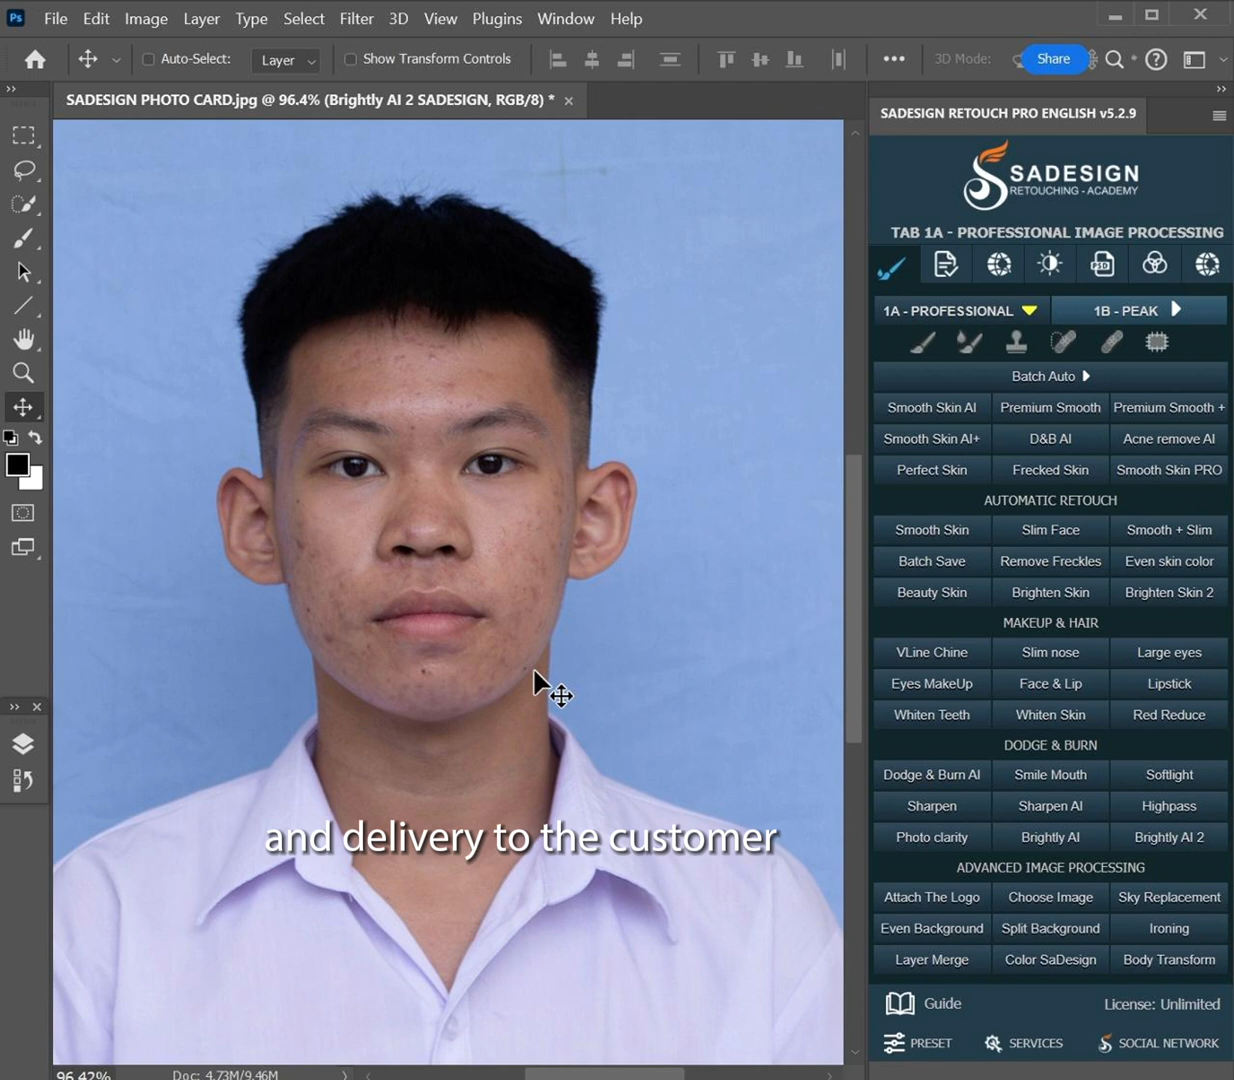 Ps File Edit Image Layer Type Select Filter 3D View Plugins Window Help
Auto-Select: Layer Show Transform Controls 3D Mode: Share
SADESIGN PHOTO CARD.jpg @ 96.4% (Brightly AI 2 SADESIGN, RGB/8) *
SADESIGN RETOUCH PRO ENGLISH v5.2.9
SADESIGN
RETOUCHING - ACADEMY
TAB 1A - PROFESSIONAL IMAGE PROCESSING
PSD
1A - PROFESSIONAL 1B - PEAK
Batch Auto
Smooth Skin AI Premium Smooth Premium Smooth +
Smooth Skin AI+ D&B AI Acne remove AI
Perfect Skin Frecked Skin Smooth Skin PRO
AUTOMATIC RETOUCH
Smooth Skin Slim Face Smooth + Slim
Batch Save Remove Freckles Even skin color
Beauty Skin Brighten Skin Brighten Skin 2
MAKEUP & HAIR
VLine Chine Slim nose Large eyes
Eyes MakeUp Face & Lip Lipstick
Whiten Teeth Whiten Skin Red Reduce
DODGE & BURN
Dodge & Burn AI Smile Mouth Softlight
Sharpen Sharpen AI Highpass
Photo clarity Brightly AI Brightly AI 2
ADVANCED IMAGE PROCESSING
Attach The Logo Choose Image Sky Replacement
Even Background Split Background Ironing
Layer Merge Color SaDesign Body Transform
Guide License: Unlimited
PRESET SERVICES SOCIAL NETWORK
and delivery to the customer
96.42% Doc: 4.73M/9.46M